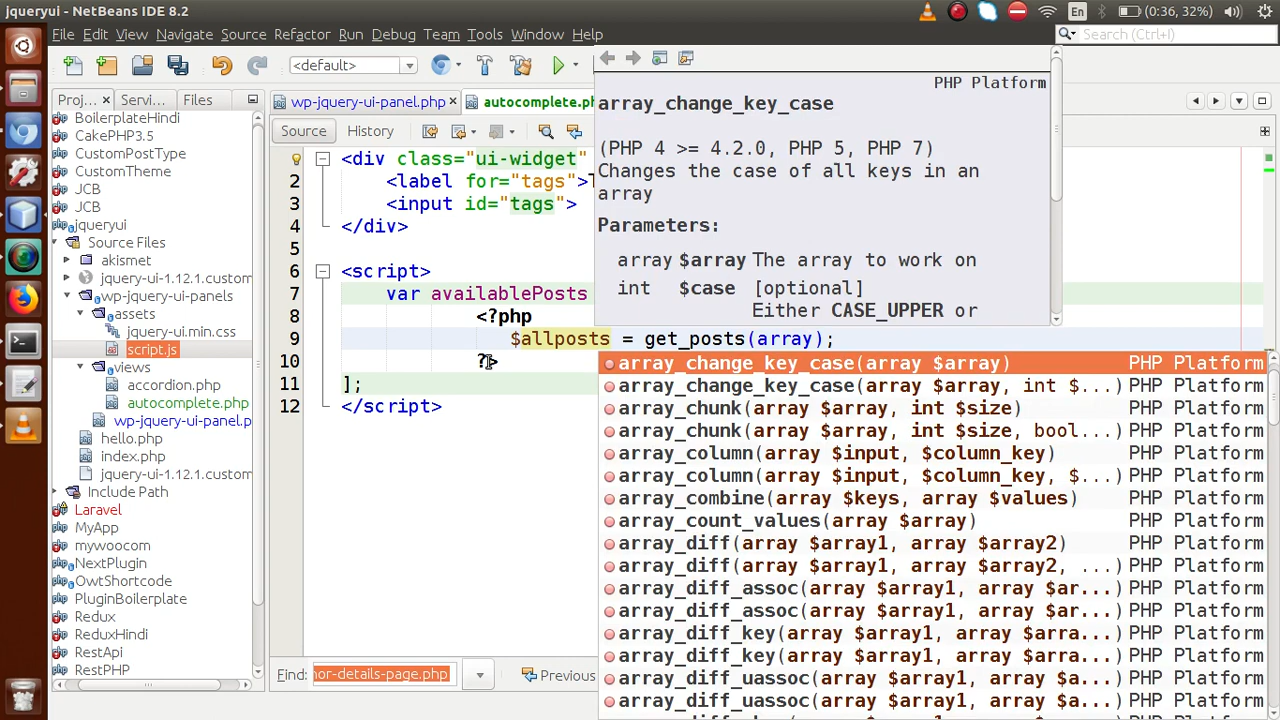 jqueryui - NetBeans IDE 8.2
En
(0:36, 32%)
File Edit View Navigate Source Refactor Run Debug Team Tools Window Help
Search (Ctrl+I)
<default>
Proj... Servi... Files
BoilerplateHindi
CakePHP3.5
CustomPostType
CustomTheme
JCB
JCB
jqueryui
Source Files
akismet
jquery-ui-1.12.1.custom
wp-jquery-ui-panels
assets
jquery-ui.min.css
script.js
views
accordion.php
autocomplete.php
wp-jquery-ui-panel.p
hello.php
index.php
jquery-ui-1.12.1.custom
Include Path
Laravel
MyApp
mywoocom
NextPlugin
OwtShortcode
PluginBoilerplate
Redux
ReduxHindi
RestApi
RestPHP
wp-jquery-ui-panel.php autocomplete.php
Source History
<div class="ui-widget"
2 <label for="tags">
3 <input id="tags">
4 </div>
5
6 <script>
7 var availablePosts
8 <?php
9 $allposts = get_posts(array);
10 ?>
11 ];
12 </script>
PHP Platform
array_change_key_case
(PHP 4 >= 4.2.0, PHP 5, PHP 7)
Changes the case of all keys in an
array
Parameters:
array $array The array to work on
int $case [optional]
Either CASE_UPPER or
array_change_key_case(array $array) PHP Platform
array_change_key_case(array $array, int $...) PHP Platform
array_chunk(array $array, int $size) PHP Platform
array_chunk(array $array, int $size, bool...) PHP Platform
array_column(array $input, $column_key) PHP Platform
array_column(array $input, $column_key, $...) PHP Platform
array_combine(array $keys, array $values) PHP Platform
array_count_values(array $array) PHP Platform
array_diff(array $array1, array $array2) PHP Platform
array_diff(array $array1, array $array2, ...) PHP Platform
array_diff_assoc(array $array1, array $ar...) PHP Platform
array_diff_assoc(array $array1, array $ar...) PHP Platform
array_diff_key(array $array1, array $arra...) PHP Platform
array_diff_key(array $array1, array $arra...) PHP Platform
array_diff_uassoc(array $array1, array $a...) PHP Platform
array_diff_uassoc(array $array1, array $a...) PHP Platform
Find: nor-details-page.php Previous